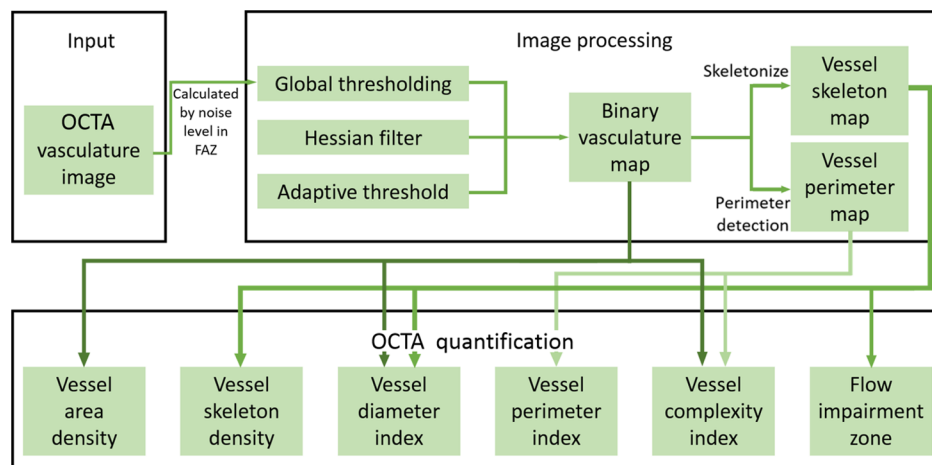 Input
OCTA
vasculature
image
Calculated
by noise
level in
FAZ
Image processing
Global thresholding
Hessian filter
Adaptive threshold
Binary
vasculature
map
Skeletonize
Vessel
skeleton
map
Perimeter
detection
Vessel
perimeter
map
OCTA quantification
Vessel
area
density
Vessel
skeleton
density
Vessel
diameter
index
Vessel
perimeter
index
Vessel
complexity
index
Flow
impairment
zone